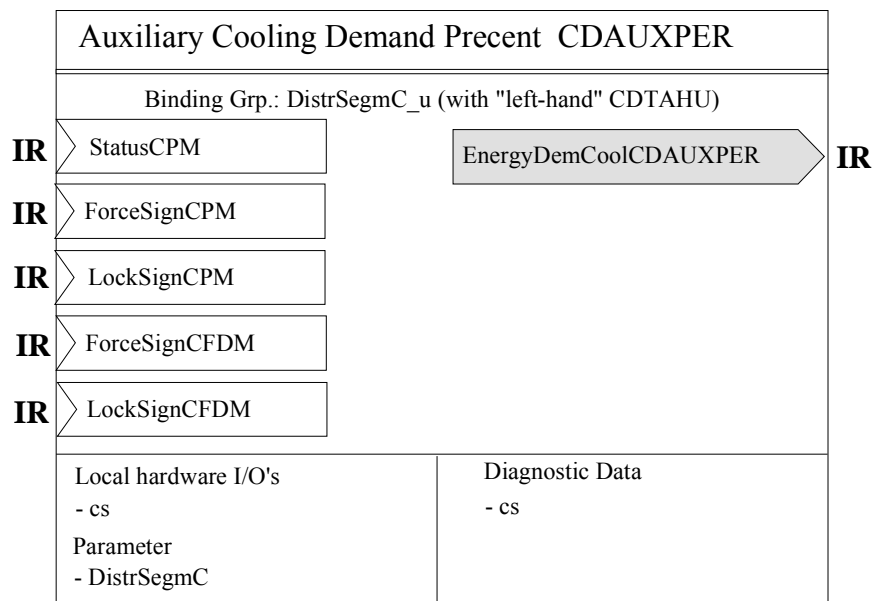 Auxiliary Cooling Demand Precent CDAUXPER
Binding Grp.: DistrSegmC_u (with "left-hand" CDTAHU)
IR StatusCPM
EnergyDemCoolCDAUXPER IR
IR ForceSignCPM
IR LockSignCPM
IR ForceSignCFDM
IR LockSignCFDM
Local hardware I/O's
- cs
Parameter
- DistrSegmC
Diagnostic Data
- cs